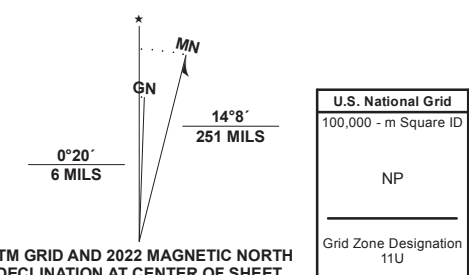 ★
MN
GN
14°8´
251 MILS
0°20´
6 MILS
TM GRID AND 2022 MAGNETIC NORTH
DECLINATION AT CENTER OF SHEET
U.S. National Grid
100,000 - m Square ID
NP
Grid Zone Designation
11U